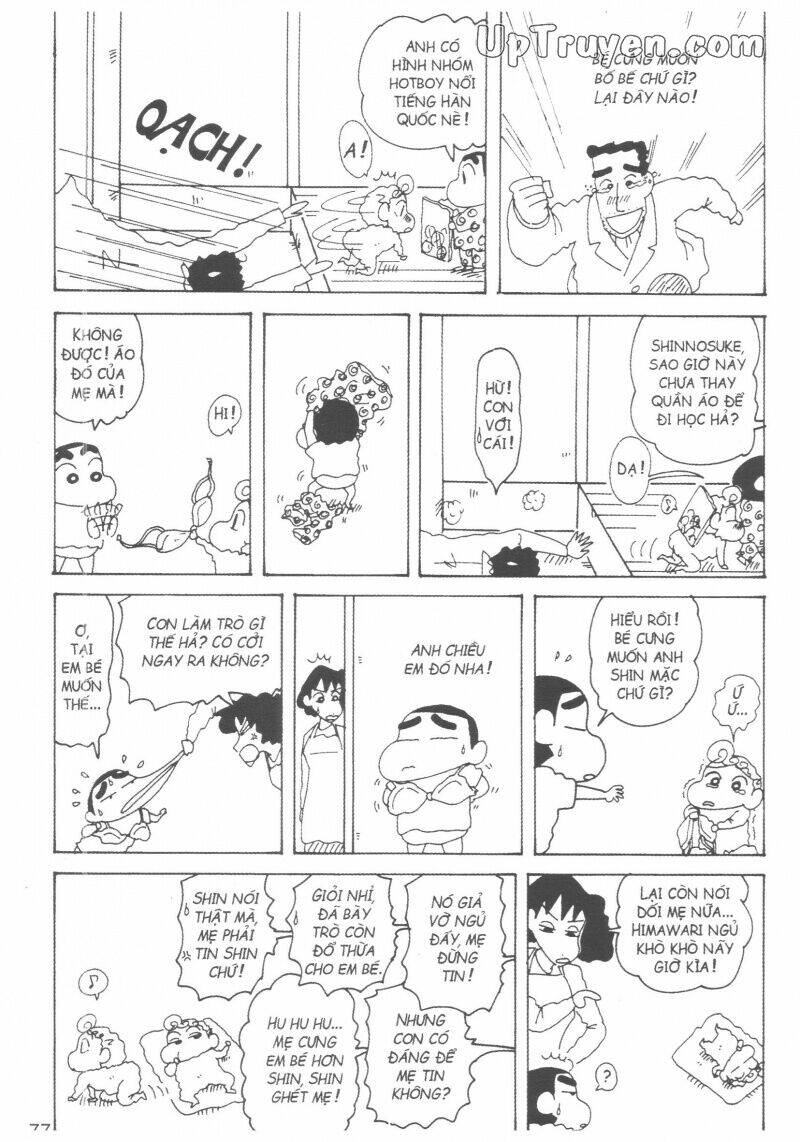 UpTruyen.com
BÉ CƯNG MUỐN
BỐ BẾ CHỨ GÌ?
LẠI ĐÂY NÀO!
ANH CÓ
HÌNH NHÓM
HOTBOY NỔI
TIẾNG HÀN
QUỐC NÈ!
A!
OẠCH!
SHINNOSUKE,
SAO GIỜ NÀY
CHƯA THAY
QUẦN ÁO ĐỂ
ĐI HỌC HẢ?
DẠ!
HỪ!
CON
VỚI
CÁI!
KHÔNG
ĐƯỢC! ÁO
ĐÓ CỦA
MẸ MÀ!
HI!
HIỂU RỒI!
BÉ CƯNG
MUỐN ANH
SHIN MẶC
CHỨ GÌ?
Ứ
Ứ...
ANH CHIỀU
EM ĐÓ NHA!
CON LÀM TRÒ GÌ
THẾ HẢ? CÓ CỞI
NGAY RA KHÔNG?
Ơ,
TẠI
EM BÉ
MUỐN
THẾ...
LẠI CÒN NÓI
DỐI MẸ NỮA...
HIMAWARI NGỦ
KHÒ KHÒ NÃY
GIỜ KÌA!
?
NÓ GIẢ
VỜ NGỦ
ĐẤY, MẸ
ĐỪNG
TIN!
GIỎI NHỈ,
ĐÃ BÀY
TRÒ CÒN
ĐỔ THỪA
CHO EM BÉ.
SHIN NÓI
THẬT MÀ,
MẸ PHẢI
TIN SHIN
CHỨ!
NHƯNG
CON CÓ
ĐÁNG ĐỂ
MẸ TIN
KHÔNG?
HU HU HU...
MẸ CƯNG
EM BÉ HƠN
SHIN, SHIN
GHÉT MẸ!
77